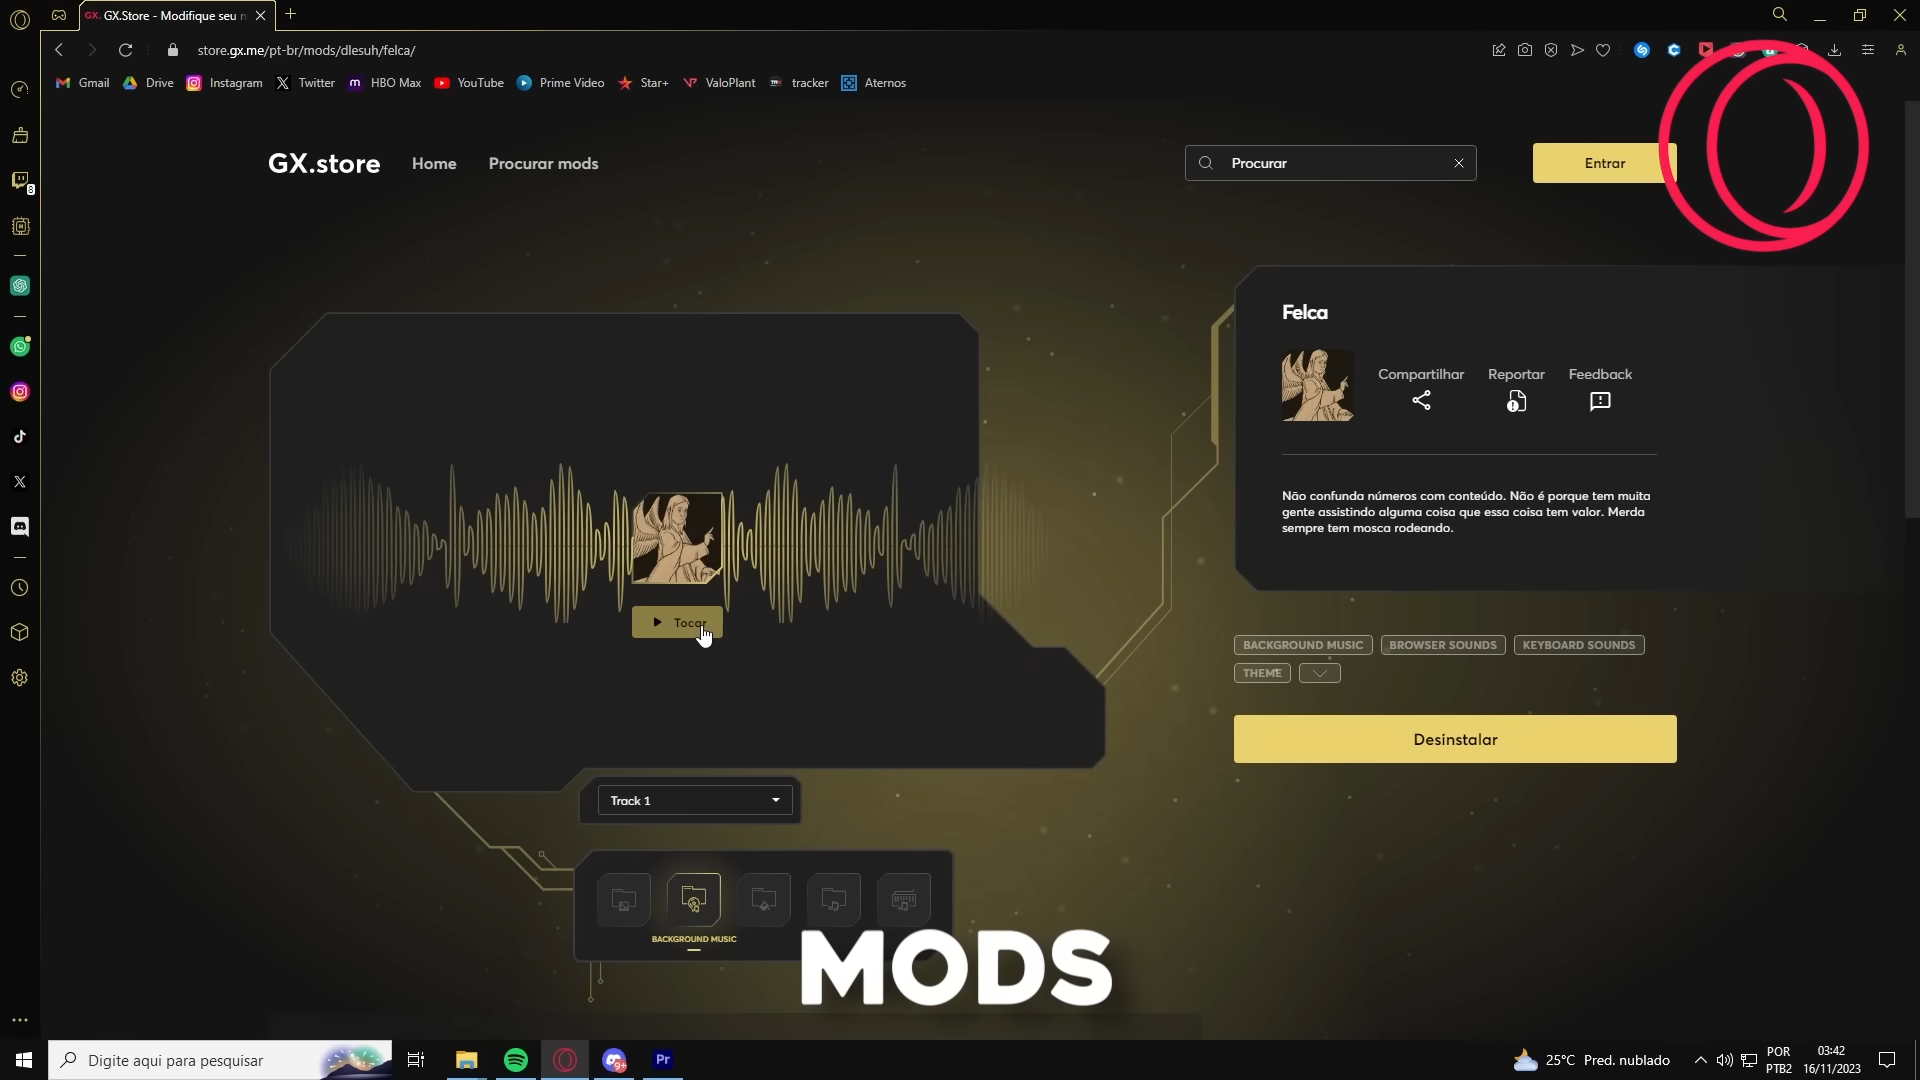 GX. GX.Store - Modifique seu n
store.gx.me/pt-br/mods/dlesuh/felca/
Gmail
Drive
Instagram
Twitter
HBO Max
YouTube
Prime Video
Star+
ValoPlant
tracker
Aternos
8
GX.store
Home
Procurar mods
Procurar
Entrar
Felca
Compartilhar
Reportar
Feedback
Não confunda números com conteúdo. Não é porque tem muita
gente assistindo alguma coisa que essa coisa tem valor. Merda
sempre tem mosca rodeando.
Tocar
BACKGROUND MUSIC
BROWSER SOUNDS
KEYBOARD SOUNDS
THEME
Desinstalar
Track 1
BACKGROUND MUSIC
MODS
Digite aqui para pesquisar
9+
Pr
25°C Pred. nublado
POR
PTB2
03:42
16/11/2023